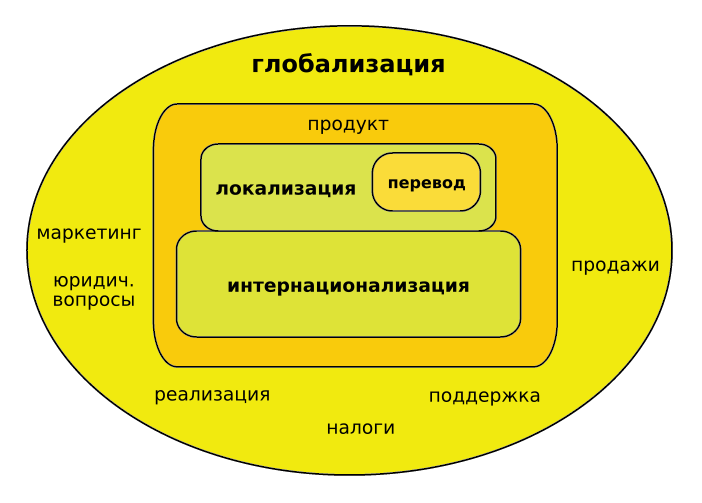 глобализация
продукт
локализация
перевод
маркетинг
продажи
юридич.
вопросы
интернационализация
реализация
поддержка
налоги